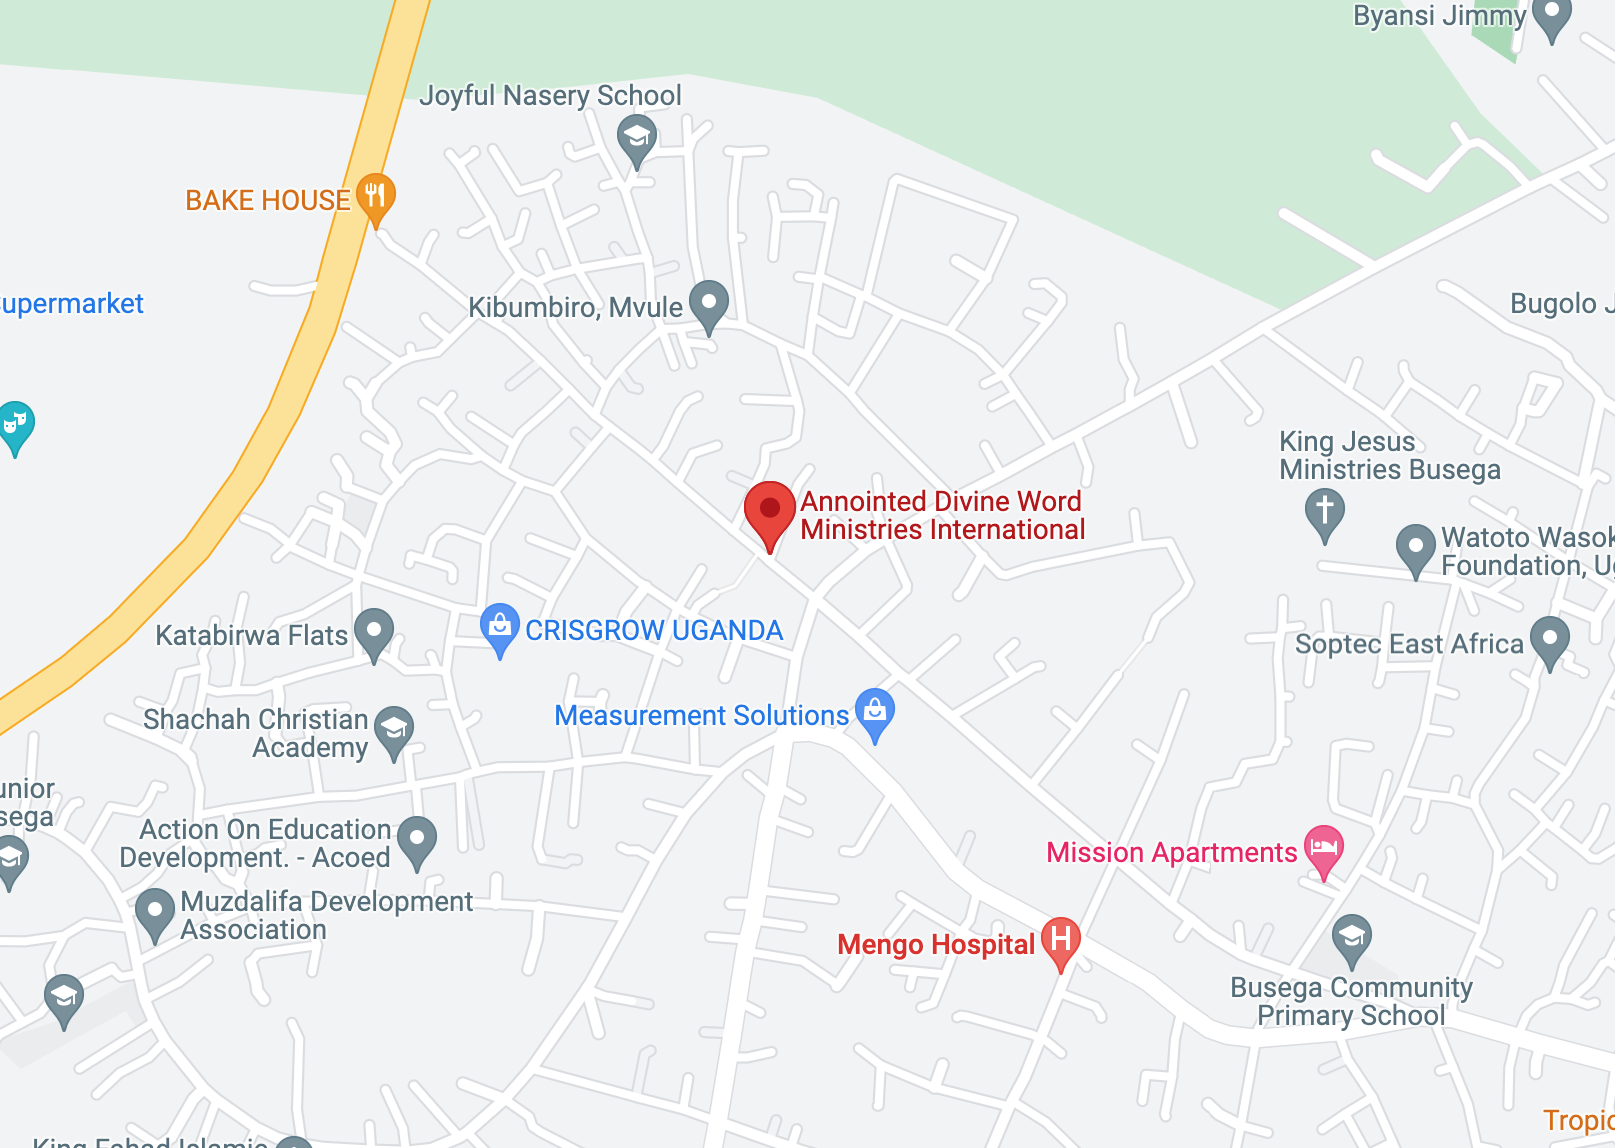 Byansi Jimmy
Joyful Nasery School
BAKE HOUSE
upermarket
Kibumbiro, Mvule
Bugolo J
King Jesus
Ministries Busega
Annointed Divine Word
Ministries International
Watoto Wasok
Foundation, Ug
Katabirwa Flats
CRISGROW UGANDA
Soptec East Africa
Shachah Christian
Academy
Measurement Solutions
unior
sega
Action On Education
Development. - Acoed
Mission Apartments
Muzdalifa Development
Association
Mengo Hospital
H
Busega Community
Primary School
Tropic
King Fahad Islamic